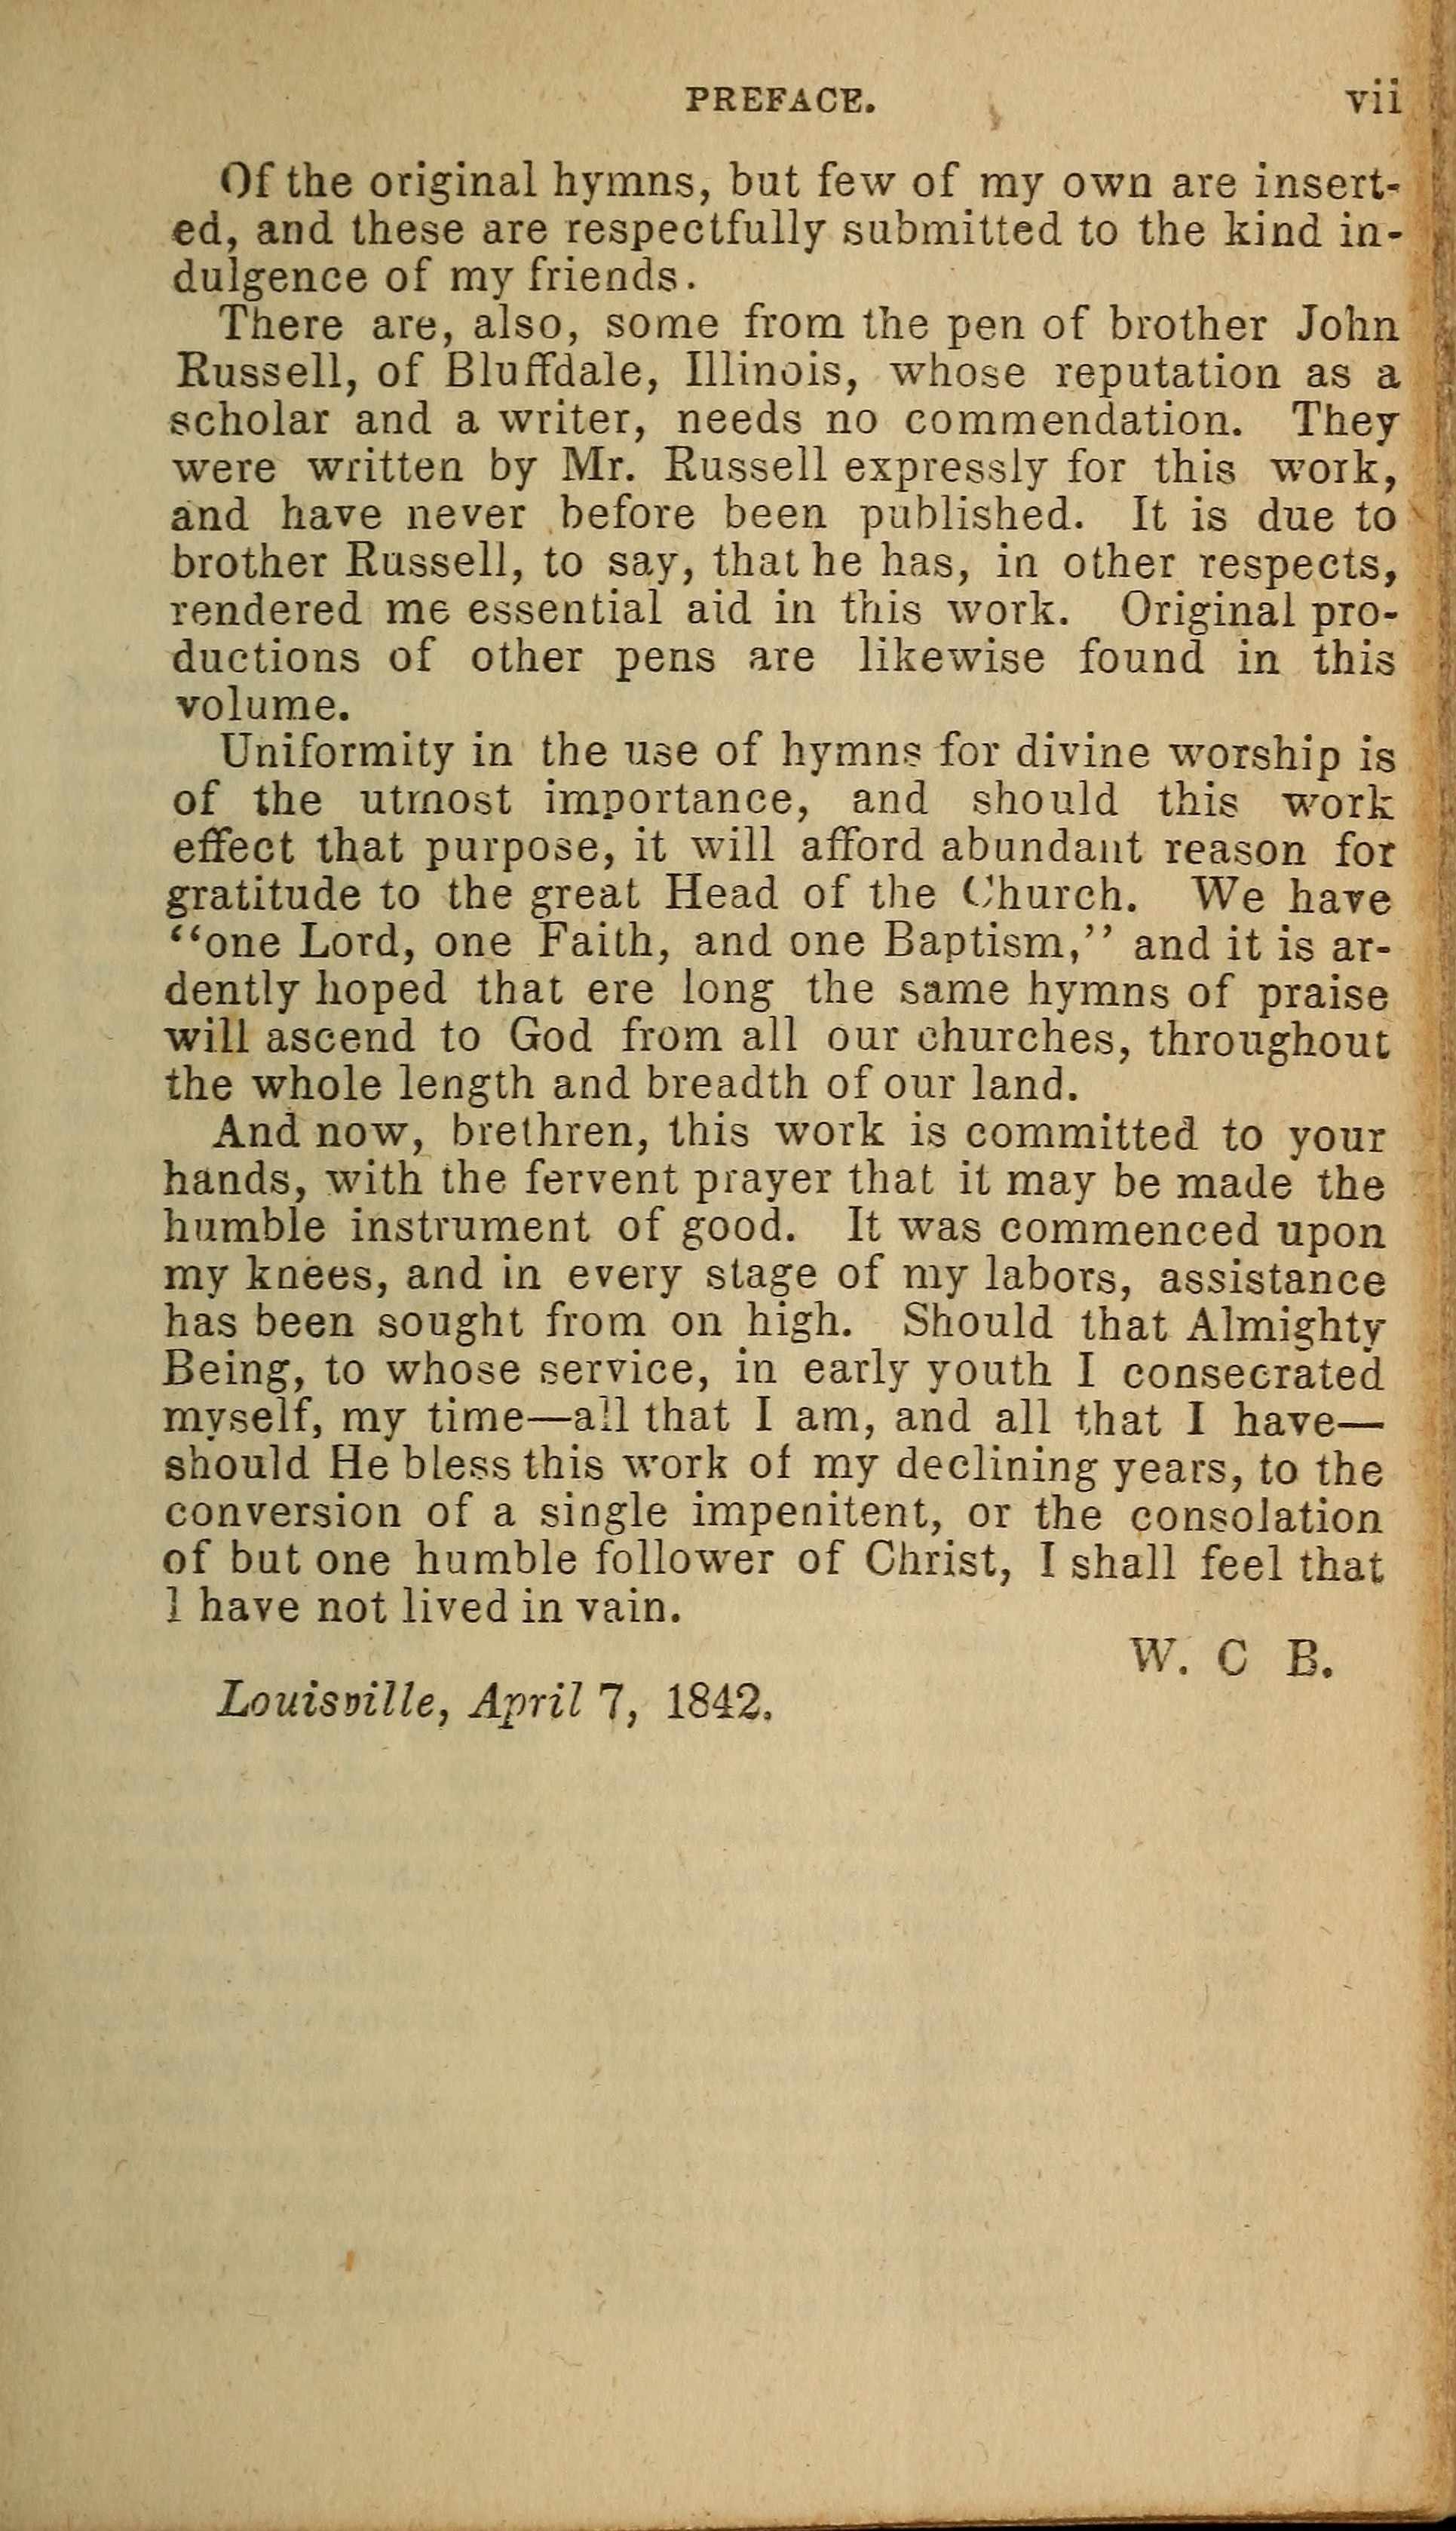 PREFACE. vii
Of the original hymns, but few of my own are insert-
ed, and these are respectfully submitted to the kind in-
dulgence of my friends.
There are, also, some from the pen of brother John
Russell, of Bluffdale, Illinois, whose reputation as a
scholar and a writer, needs no commendation. They
were written by Mr. Russell expressly for this work,
and have never before been published. It is due to
brother Russell, to say, that he has, in other respects,
rendered me essential aid in this work. Original pro-
ductions of other pens are likewise found in this
volume.
Uniformity in the use of hymns for divine worship is
of the utmost importance, and should this work
effect that purpose, it will afford abundant reason for
gratitude to the great Head of the Church. We have
“one Lord, one Faith, and one Baptism,” and it is ar-
dently hoped that ere long the same hymns of praise
will ascend to God from all our churches, throughout
the whole length and breadth of our land.
And now, brethren, this work is committed to your
hands, with the fervent prayer that it may be made the
humble instrument of good. It was commenced upon
my knees, and in every stage of my labors, assistance
has been sought from on high. Should that Almighty
Being, to whose service, in early youth I consecrated
myself, my time—all that I am, and all that I have—
should He bless this work of my declining years, to the
conversion of a single impenitent, or the consolation
of but one humble follower of Christ, I shall feel that
I have not lived in vain.
W. C B.
Louisville, April 7, 1842.